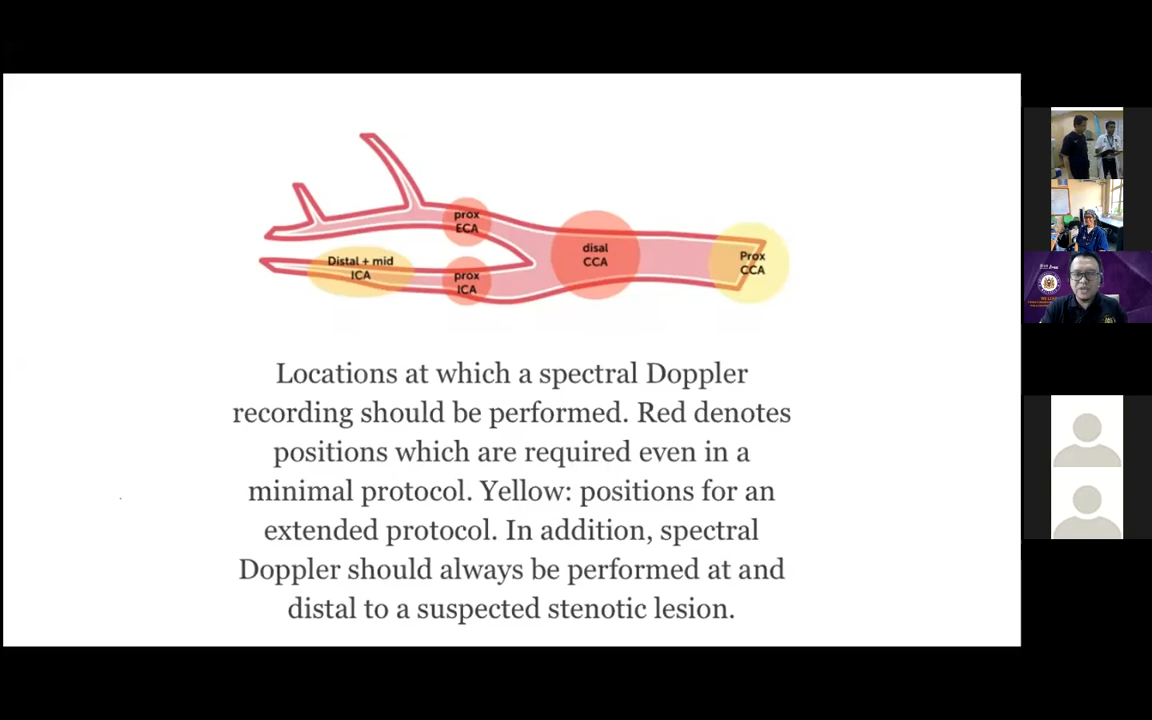 prox
ECA
disal
CCA
Prox
CCA
Distal + mid
ICA
prox
ICA
Locations at which a spectral Doppler
recording should be performed. Red denotes
positions which are required even in a
minimal protocol. Yellow: positions for an
extended protocol. In addition, spectral
Doppler should always be performed at and
distal to a suspected stenotic lesion.